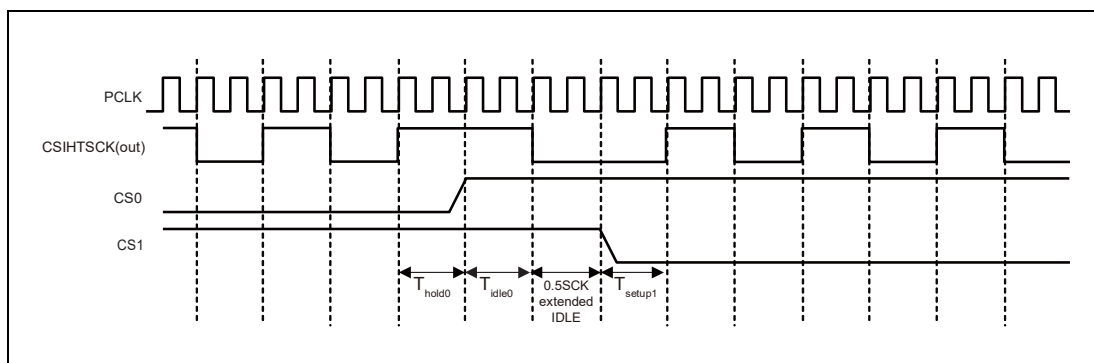 PCLK
CSIHTSCK(out)
CS0
CS1
Thold0
Tidle0
0.5SCK
extended
IDLE
Tsetup1